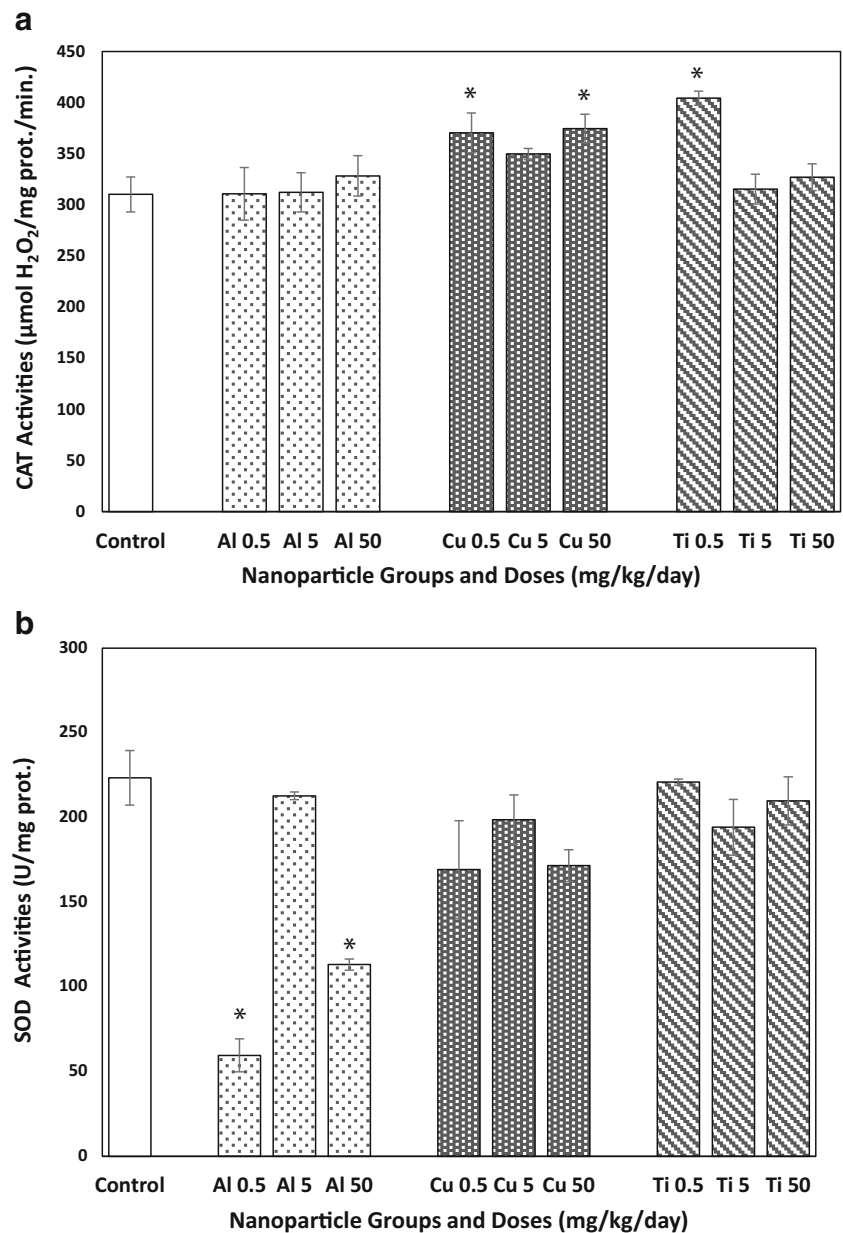 a
CAT Activities (µmol H₂O₂/mg prot./min.)
450
400
350
300
250
200
150
100
50
0
* * *
Control Al 0.5 Al 5 Al 50 Cu 0.5 Cu 5 Cu 50 Ti 0.5 Ti 5 Ti 50
Nanoparticle Groups and Doses (mg/kg/day)
b
SOD Activities (U/mg prot.)
300
250
200
150
100
50
0
* *
Control Al 0.5 Al 5 Al 50 Cu 0.5 Cu 5 Cu 50 Ti 0.5 Ti 5 Ti 50
Nanoparticle Groups and Doses (mg/kg/day)